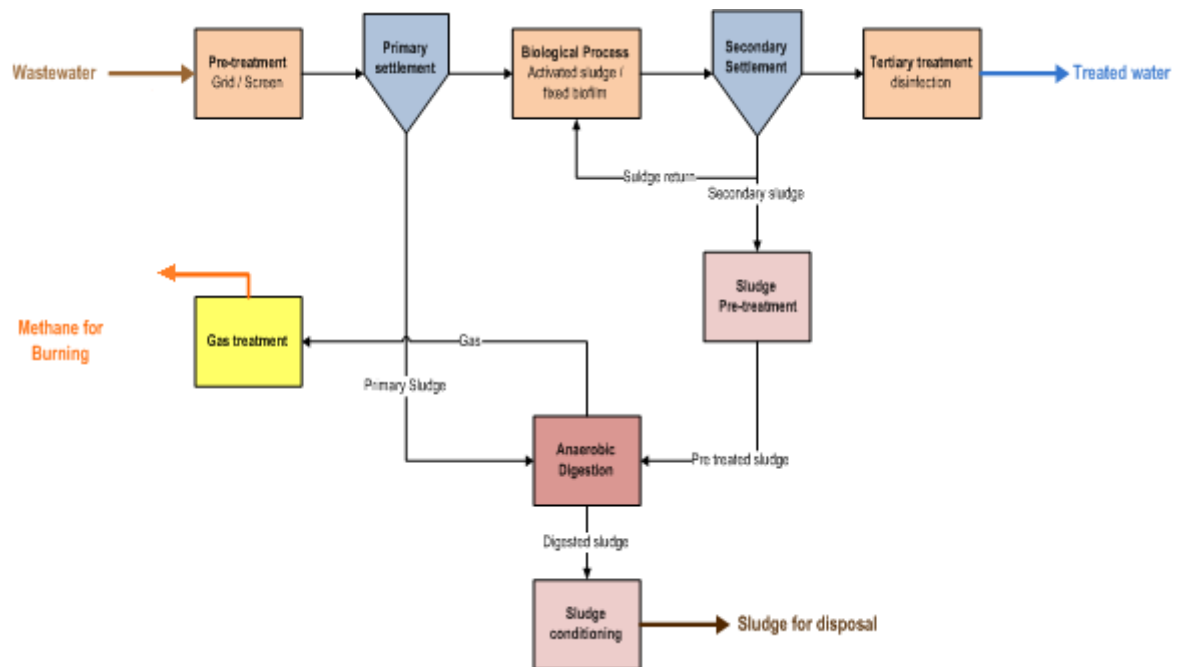 Wastewater
Pre-treatment
Grid / Screen
Primary
settlement
Biological Process
Activated sludge /
fixed biofilm
Secondary
Settlement
Tertiary treatment
disinfection
Treated water
Suldge return
Secondary sludge
Sludge
Pre-treatment
Methane for
Burning
Gas treatment
Gas
Primary Sludge
Anaerobic
Digestion
Pre treated sludge
Digested sludge
Sludge
conditioning
Sludge for disposal